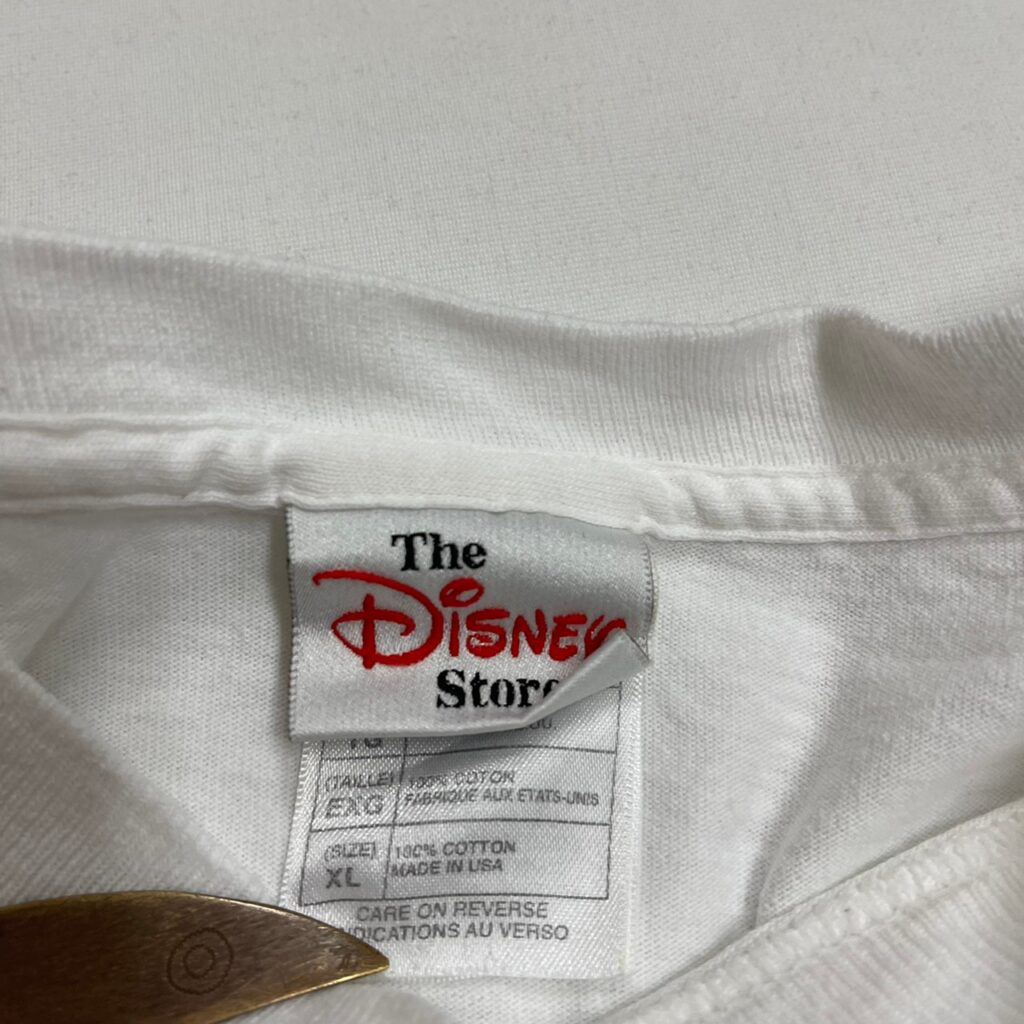 The
DISNEY
Store
TG
(TAILLE) 100% COTON
EXG FABRIQUE AUX ETATS-UNIS
(SIZE) 100% COTTON
XL MADE IN USA
CARE ON REVERSE
INDICATIONS AU VERSO